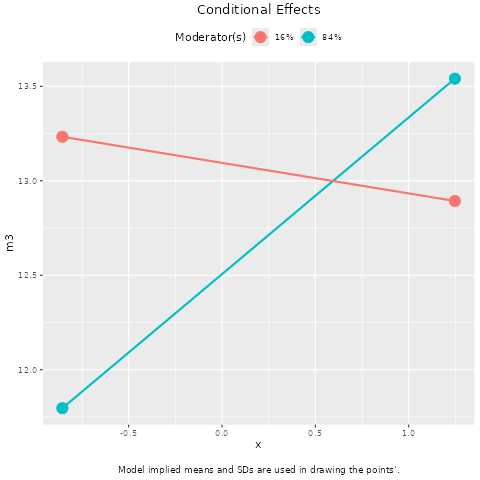 Conditional Effects
Moderator(s) 16% 84%
m3
13.5
13.0
12.5
12.0
-0.5 0.0 0.5 1.0
x
Model implied means and SDs are used in drawing the points'.